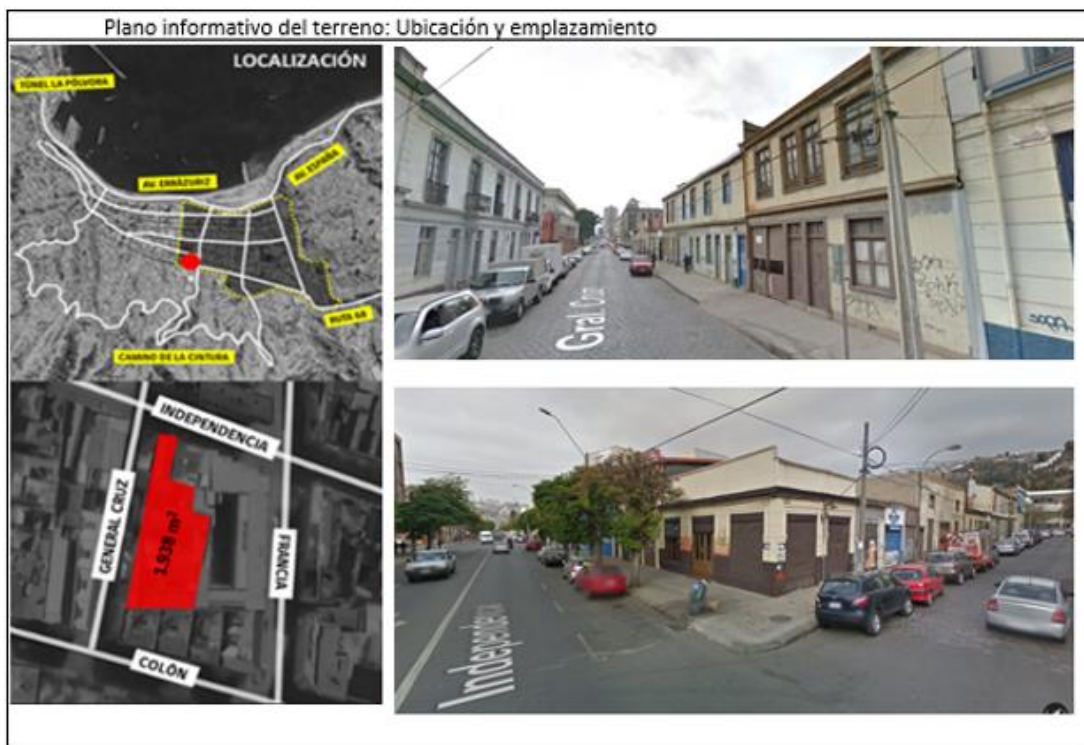 Plano informativo del terreno: Ubicación y emplazamiento
LOCALIZACIÓN
TÚNEL LA PÓLVORA
AV. ESPAÑA
AV. ERRÁZURIZ
RUTA 68
CAMINO DE LA CINTURA
INDEPENDENCIA
GENERAL CRUZ
1.938 m²
FRANCIA
COLÓN
Gral. Cruz
Independencia